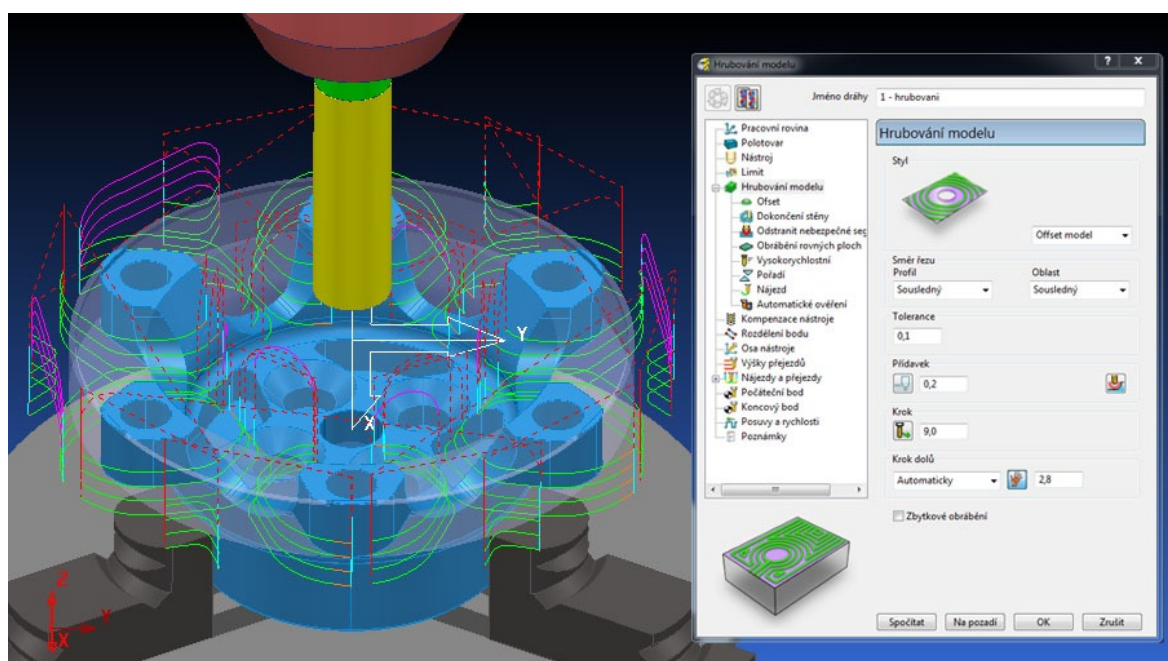 Hrubování modelu
? X
Jméno dráhy 1 - hrubovani
Pracovní rovina
Polotovar
Nástroj
Limit
Hrubování modelu
Ofset
Dokončení stěny
Odstranit nebezpečné seg
Obrábění rovných ploch
Vysokorychlostní
Pořadí
Nájezd
Automatické ověření
Kompenzace nástroje
Rozdělení bodu
Osa nástroje
Výšky přejezdů
Nájezdy a přejezdy
Počáteční bod
Koncový bod
Posuvy a rychlosti
Poznámky
Hrubování modelu
Styl
Offset model
Směr řezu
Profil Oblast
Sousledný Sousledný
Tolerance
0,1
Přídavek
0,2
Krok
9,0
Krok dolů
Automaticky 2,8
Zbytkové obrábění
Spočítat Na pozadí OK Zrušit
Y
X
Z
Y
X